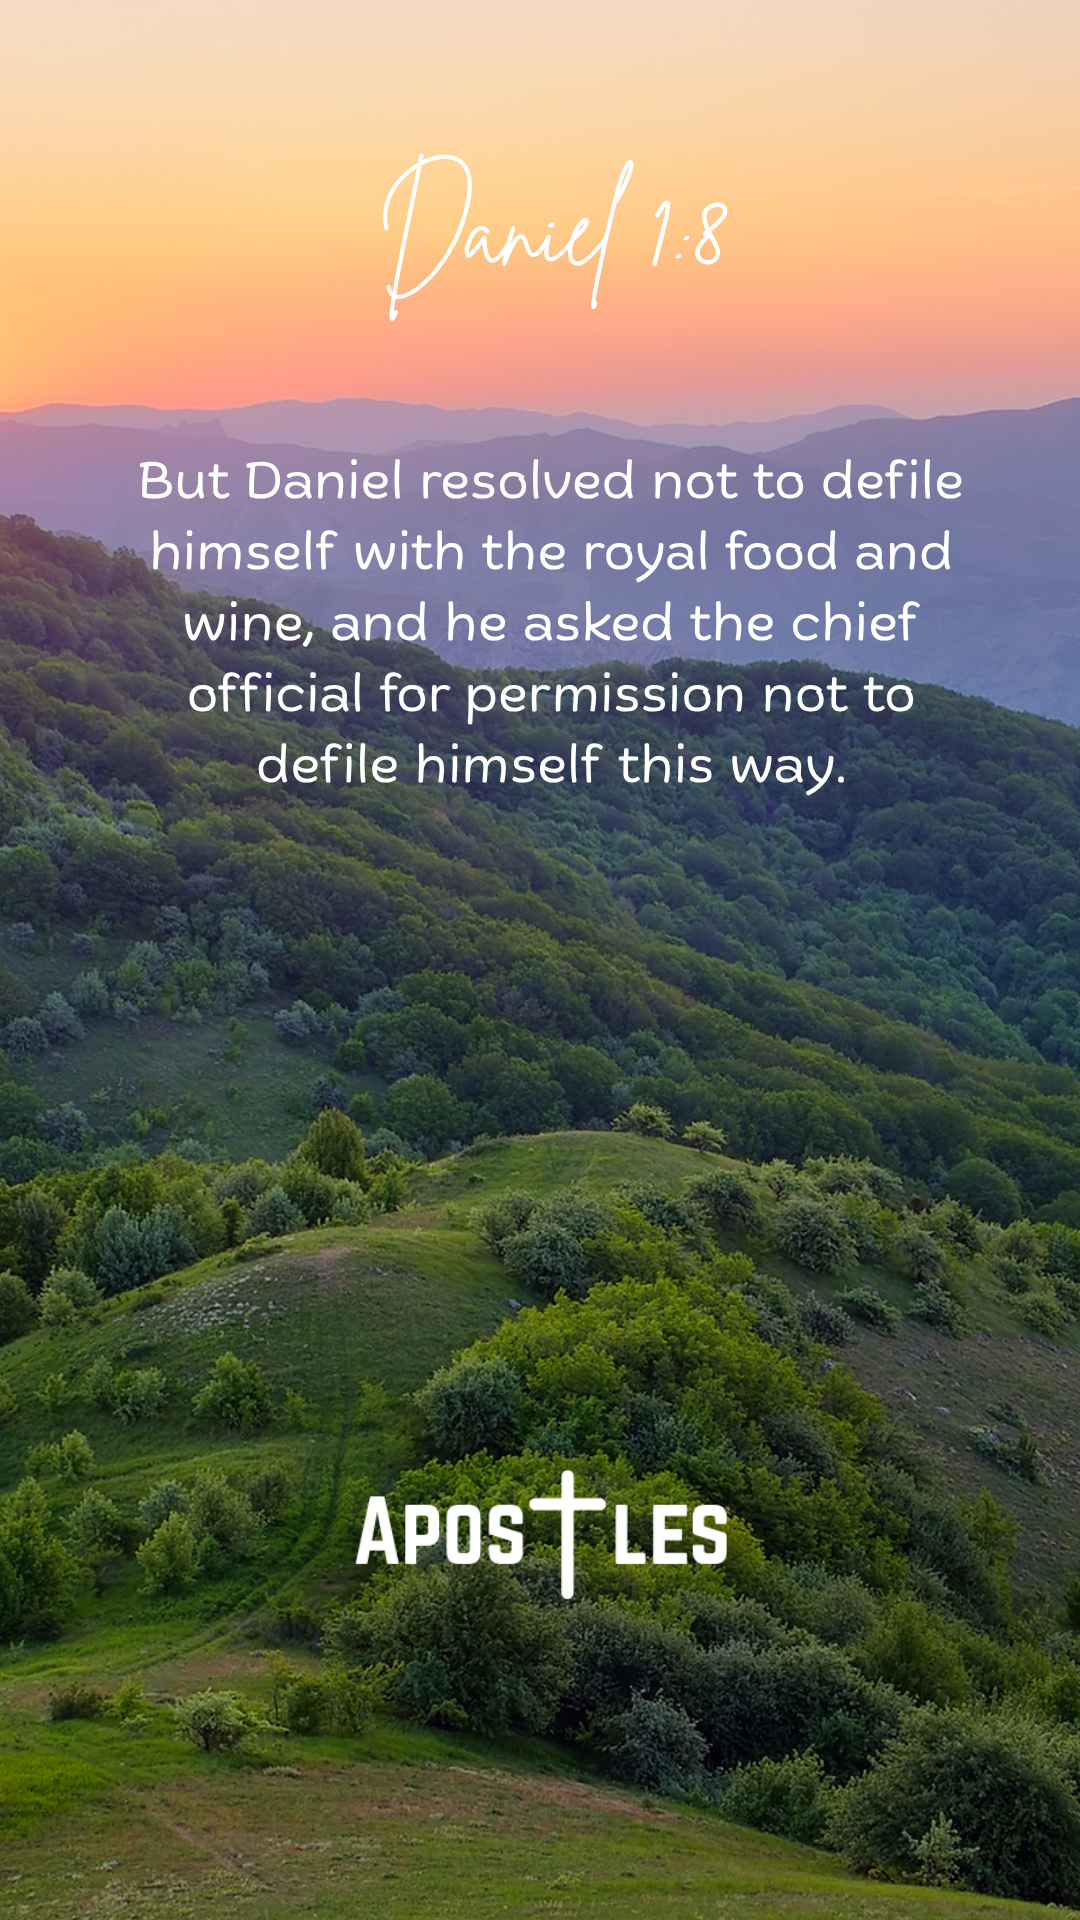 Daniel 1:8
But Daniel resolved not to defile
himself with the royal food and
wine, and he asked the chief
official for permission not to
defile himself this way.
APOSTLES